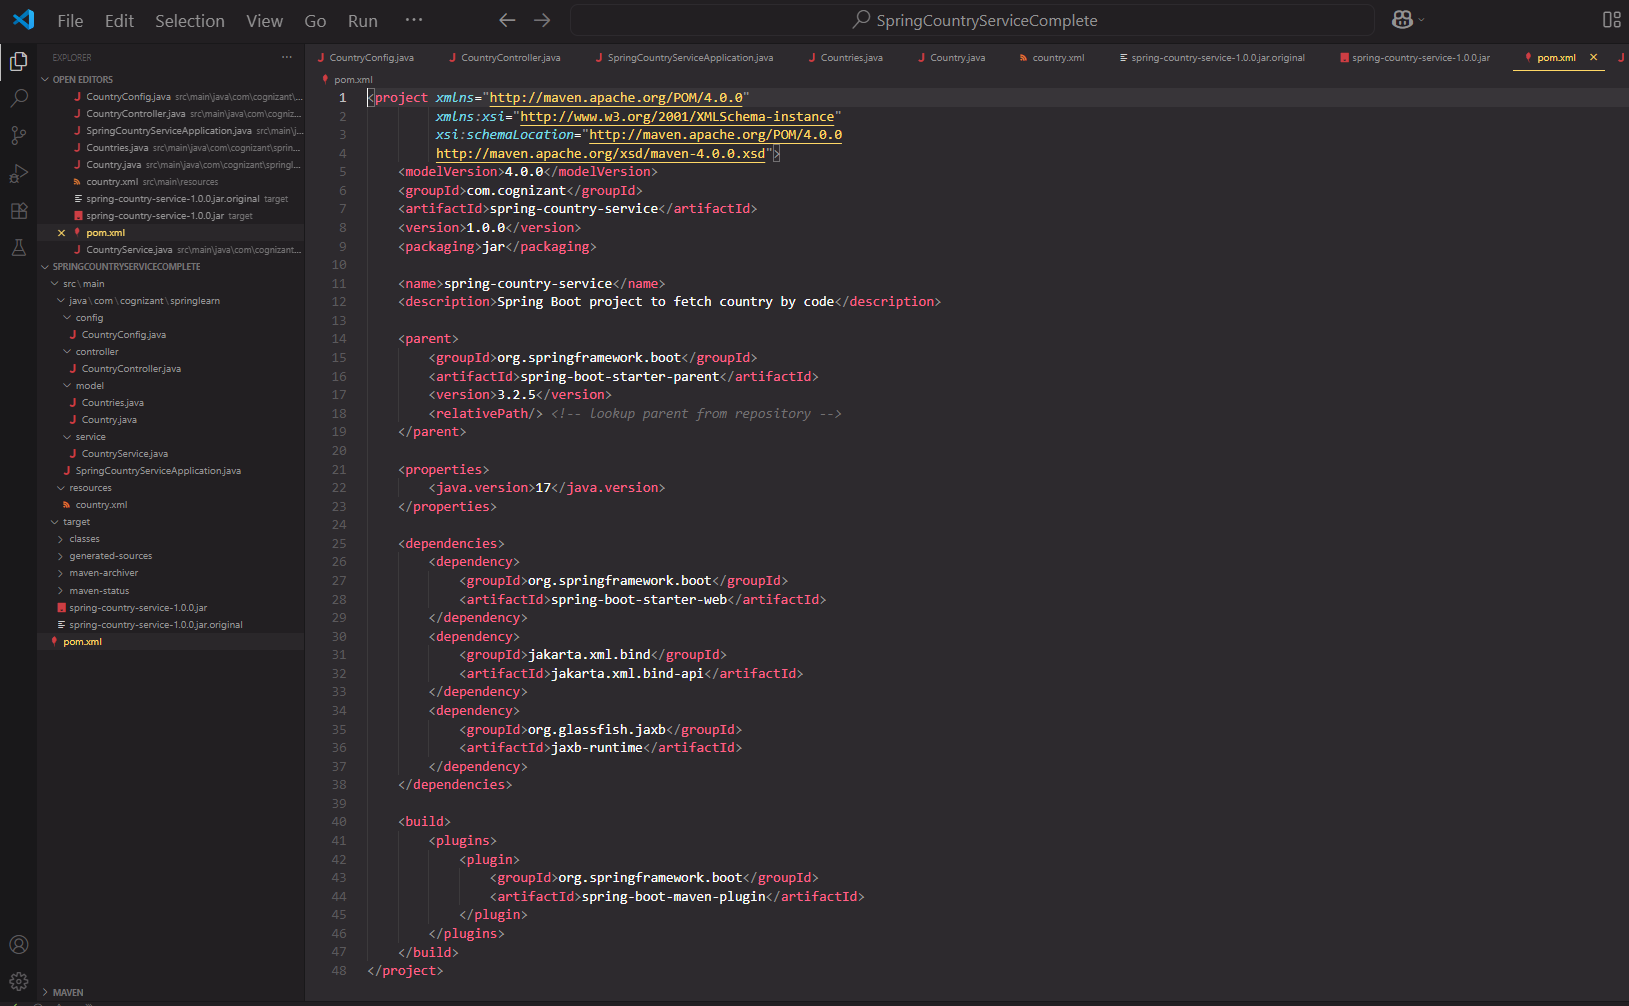 File Edit Selection View Go Run ···
SpringCountryServiceComplete
EXPLORER ···
OPEN EDITORS
CountryConfig.java src\main\java\com\cognizant\...
CountryController.java src\main\java\com\cogniz...
SpringCountryServiceApplication.java src\main\j...
Countries.java src\main\java\com\cognizant\sprin...
Country.java src\main\java\com\cognizant\springl...
country.xml src\main\resources
spring-country-service-1.0.0.jar.original target
spring-country-service-1.0.0.jar target
pom.xml
CountryService.java src\main\java\com\cognizant...
SPRINGCOUNTRYSERVICECOMPLETE
src\main
java\com\cognizant\springlearn
config
CountryConfig.java
controller
CountryController.java
model
Countries.java
Country.java
service
CountryService.java
SpringCountryServiceApplication.java
resources
country.xml
target
classes
generated-sources
maven-archiver
maven-status
spring-country-service-1.0.0.jar
spring-country-service-1.0.0.jar.original
pom.xml
MAVEN
CountryConfig.java CountryController.java SpringCountryServiceApplication.java Countries.java Country.java country.xml spring-country-service-1.0.0.jar.original spring-country-service-1.0.0.jar pom.xml
pom.xml
1 <project xmlns="http://maven.apache.org/POM/4.0.0"
2 xmlns:xsi="http://www.w3.org/2001/XMLSchema-instance"
3 xsi:schemaLocation="http://maven.apache.org/POM/4.0.0
4 http://maven.apache.org/xsd/maven-4.0.0.xsd">
5 <modelVersion>4.0.0</modelVersion>
6 <groupId>com.cognizant</groupId>
7 <artifactId>spring-country-service</artifactId>
8 <version>1.0.0</version>
9 <packaging>jar</packaging>
10
11 <name>spring-country-service</name>
12 <description>Spring Boot project to fetch country by code</description>
13
14 <parent>
15 <groupId>org.springframework.boot</groupId>
16 <artifactId>spring-boot-starter-parent</artifactId>
17 <version>3.2.5</version>
18 <relativePath/> <!-- lookup parent from repository -->
19 </parent>
20
21 <properties>
22 <java.version>17</java.version>
23 </properties>
24
25 <dependencies>
26 <dependency>
27 <groupId>org.springframework.boot</groupId>
28 <artifactId>spring-boot-starter-web</artifactId>
29 </dependency>
30 <dependency>
31 <groupId>jakarta.xml.bind</groupId>
32 <artifactId>jakarta.xml.bind-api</artifactId>
33 </dependency>
34 <dependency>
35 <groupId>org.glassfish.jaxb</groupId>
36 <artifactId>jaxb-runtime</artifactId>
37 </dependency>
38 </dependencies>
39
40 <build>
41 <plugins>
42 <plugin>
43 <groupId>org.springframework.boot</groupId>
44 <artifactId>spring-boot-maven-plugin</artifactId>
45 </plugin>
46 </plugins>
47 </build>
48 </project>